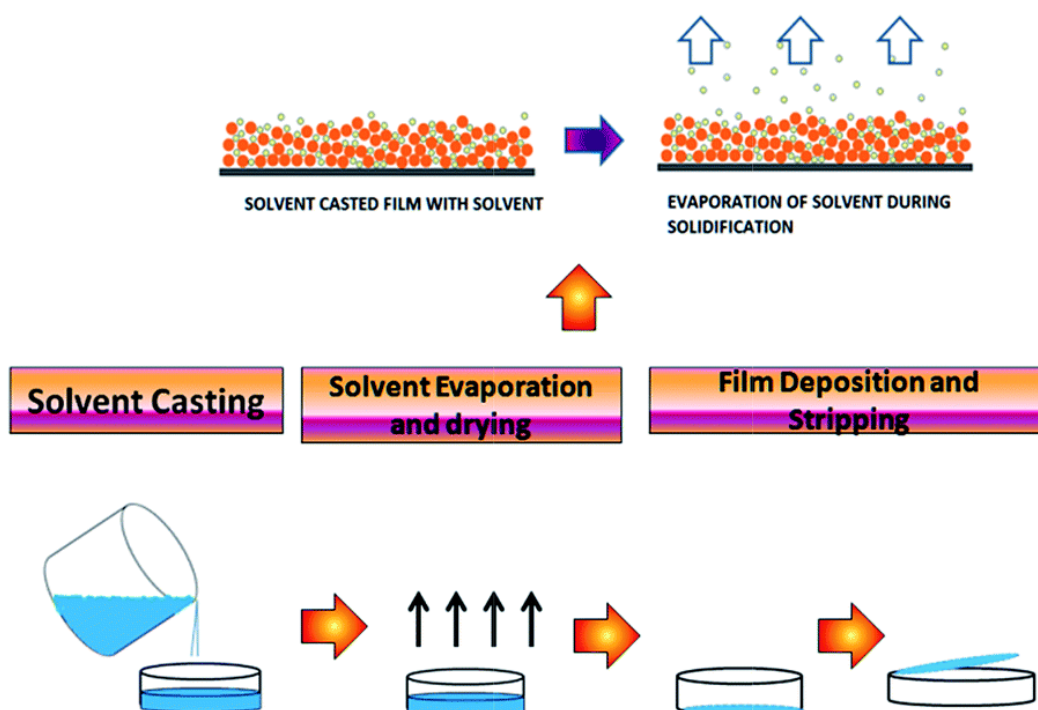 SOLVENT CASTED FILM WITH SOLVENT
EVAPORATION OF SOLVENT DURING
SOLIDIFICATION
Solvent Casting
Solvent Evaporation
and drying
Film Deposition and
Stripping